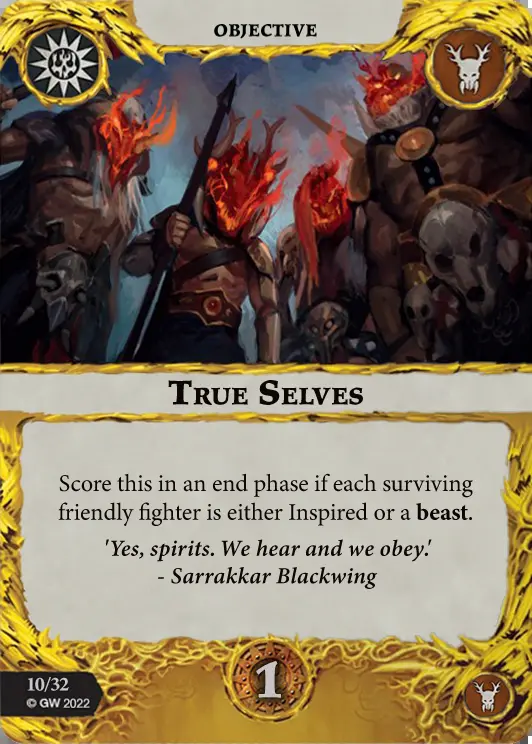 OBJECTIVE
TRUE SELVES
Score this in an end phase if each surviving
friendly fighter is either Inspired or a beast.
'Yes, spirits. We hear and we obey.'
- Sarrakkar Blackwing
1
10/32
© GW 2022